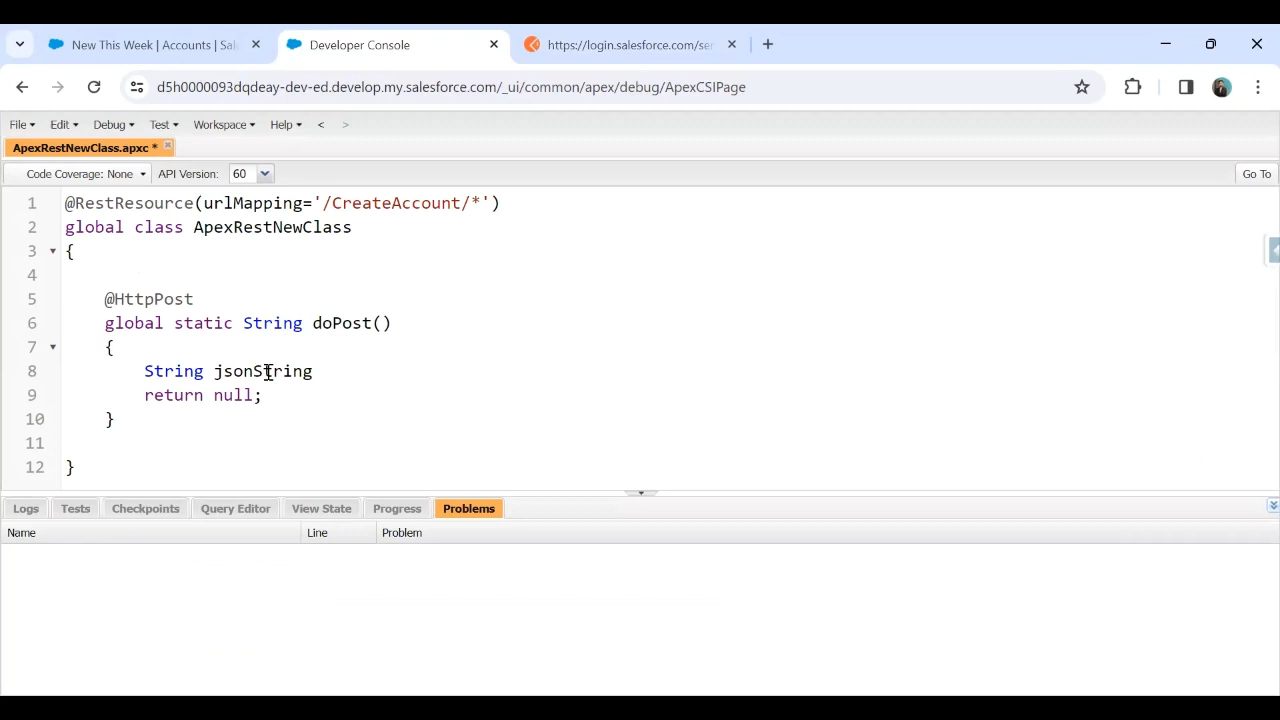 New This Week | Accounts | Sal
Developer Console
https://login.salesforce.com/ser
d5h0000093dqdeay-dev-ed.develop.my.salesforce.com/_ui/common/apex/debug/ApexCSIPage
File Edit Debug Test Workspace Help < >
ApexRestNewClass.apxc *
Code Coverage: None API Version: 60 Go To
1 @RestResource(urlMapping='/CreateAccount/*')
2 global class ApexRestNewClass
3 {
4
5 @HttpPost
6 global static String doPost()
7 {
8 String jsonString
9 return null;
10 }
11
12 }
Logs Tests Checkpoints Query Editor View State Progress Problems
Name Line Problem